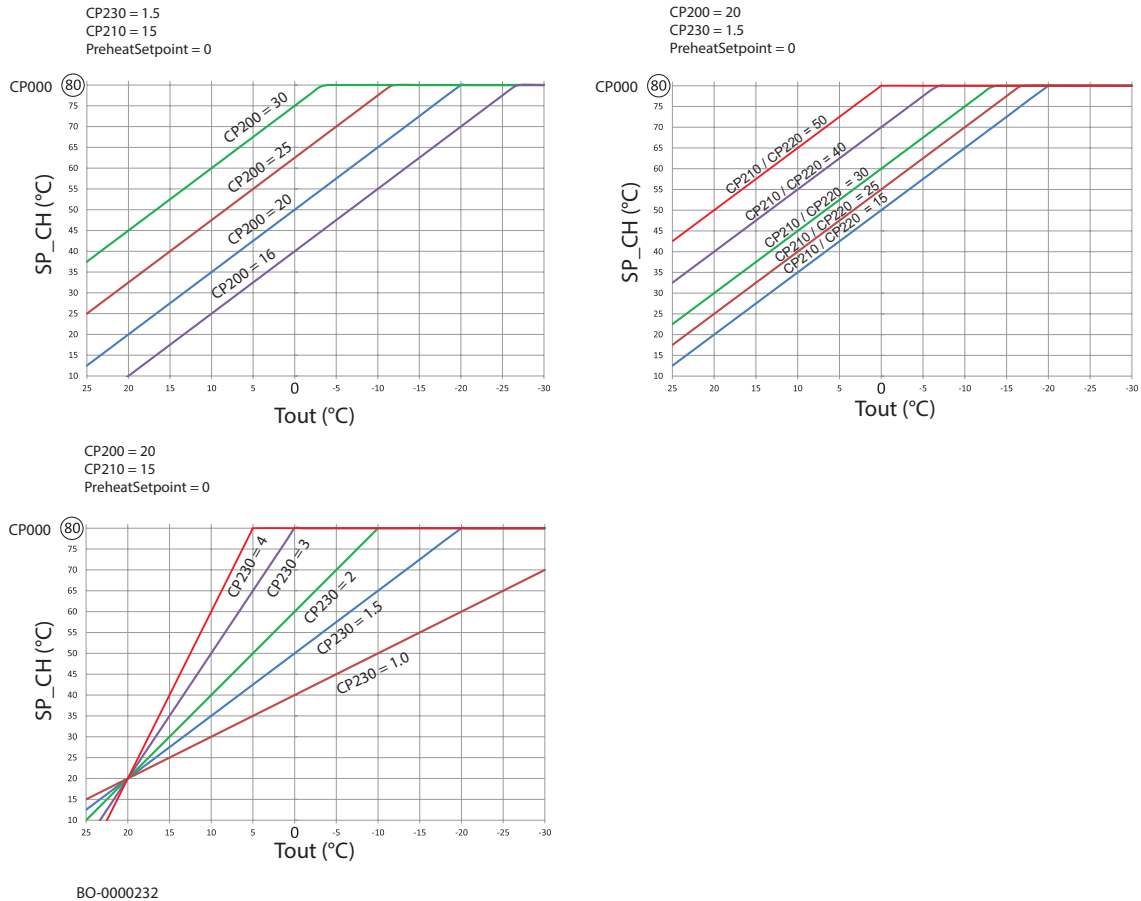 CP230 = 1.5
CP210 = 15
PreheatSetpoint = 0
CP000 80
75
70
65
60
55
50
45
40
35
30
25
20
15
10
SP_CH (°C)
CP200 = 30
CP200 = 25
CP200 = 20
CP200 = 16
25 20 15 10 5 0 -5 -10 -15 -20 -25 -30
Tout (°C)
CP200 = 20
CP230 = 1.5
PreheatSetpoint = 0
CP000 80
75
70
65
60
55
50
45
40
35
30
25
20
15
10
SP_CH (°C)
CP210 / CP220 = 50
CP210 / CP220 = 40
CP210 / CP220 = 30
CP210 / CP220 = 25
CP210 / CP220 = 15
25 20 15 10 5 0 -5 -10 -15 -20 -25 -30
Tout (°C)
CP200 = 20
CP210 = 15
PreheatSetpoint = 0
CP000 80
75
70
65
60
55
50
45
40
35
30
25
20
15
10
SP_CH (°C)
CP230 = 4
CP230 = 3
CP230 = 2
CP230 = 1.5
CP230 = 1.0
25 20 15 10 5 0 -5 -10 -15 -20 -25 -30
Tout (°C)
BO-0000232